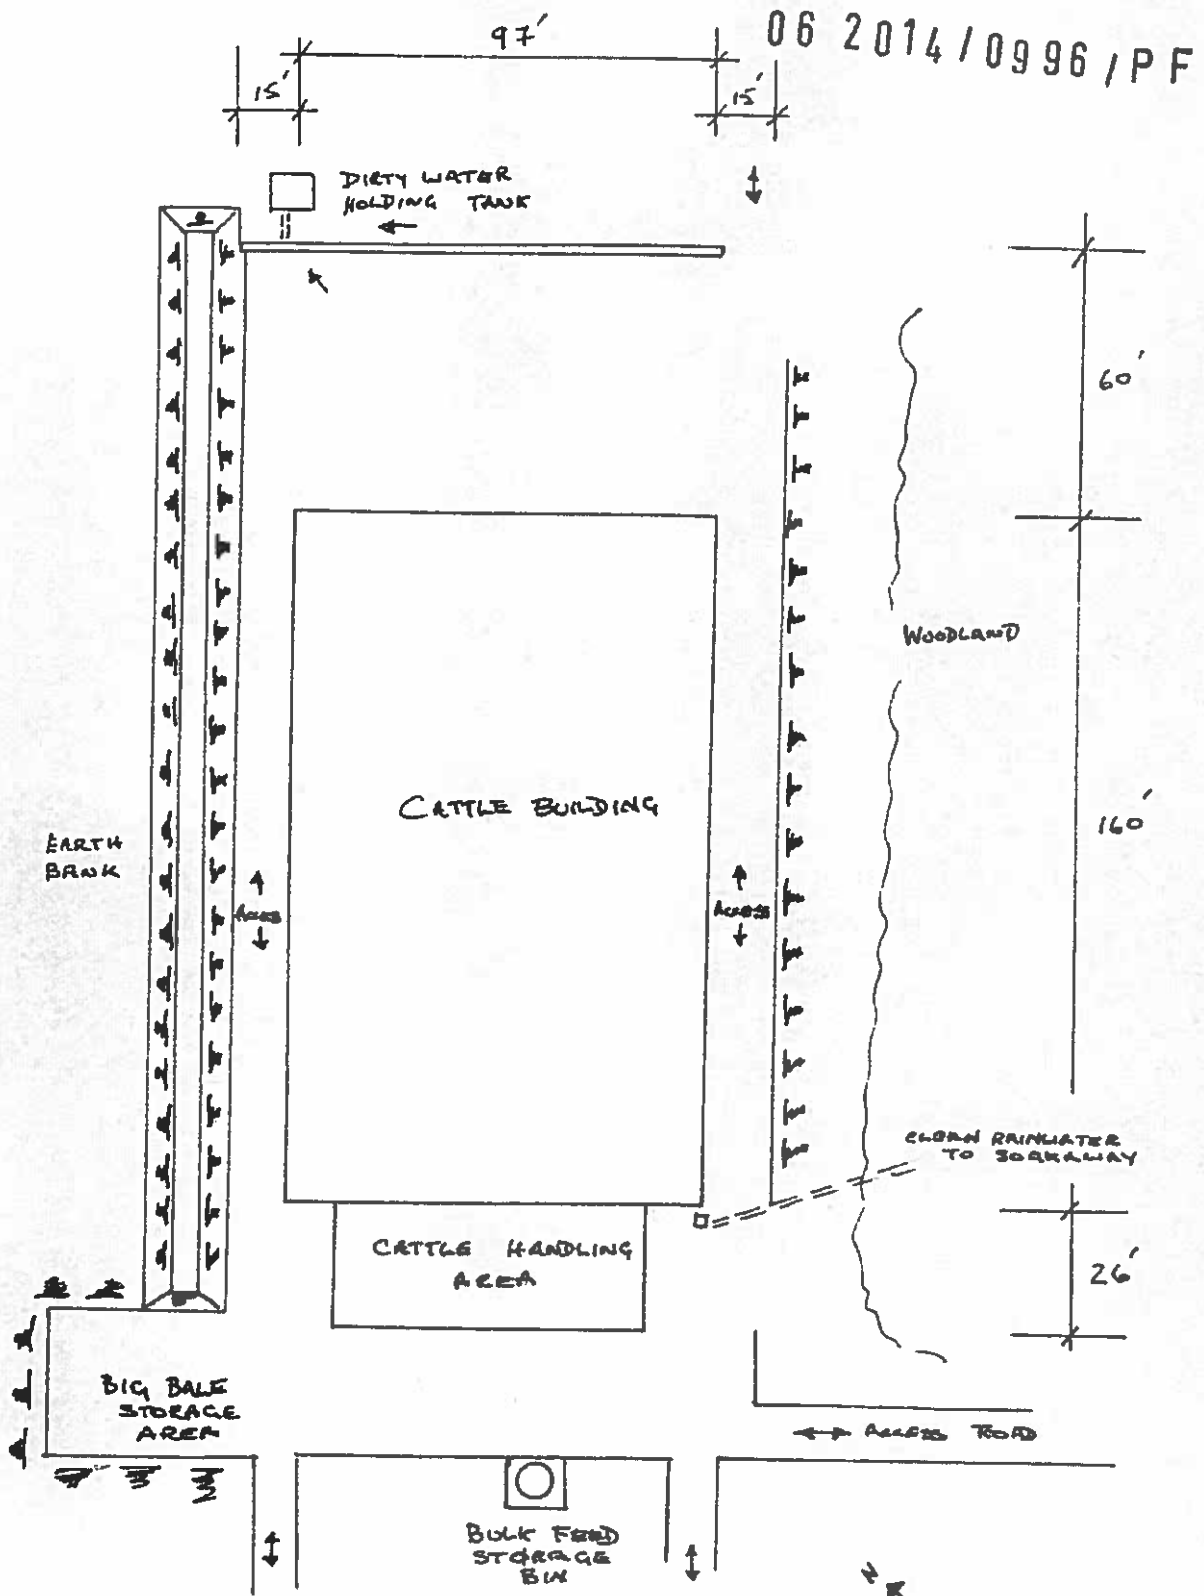 06 2014/0996/PF
97'
15'
15'
DIRTY WATER
HOLDING TANK
60'
WOODLAND
CATTLE BUILDING
160'
EARTH
BANK
Access
Access
CLEAN RAINWATER
TO SOAKAWAY
CATTLE HANDLING
AREA
26'
BIG BALE
STORAGE
AREA
ACCESS ROAD
BULK FEED
STORAGE
BIN
N